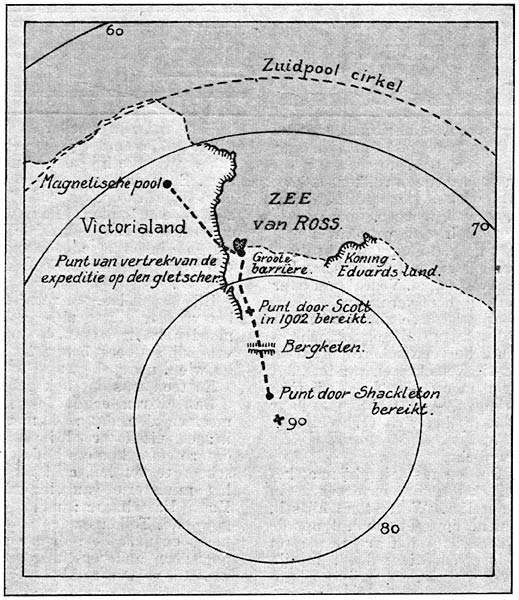 60
Zuidpool cirkel
Magnetische pool
ZEE
van ROSS.
70
Victorialand
Punt van vertrek van de
expeditie op den gletscher.
Groote
barrière.
Koning
Eduards land.
Punt door Scott
in 1902 bereikt.
Bergketen.
Punt door Shackleton
bereikt.
90
80